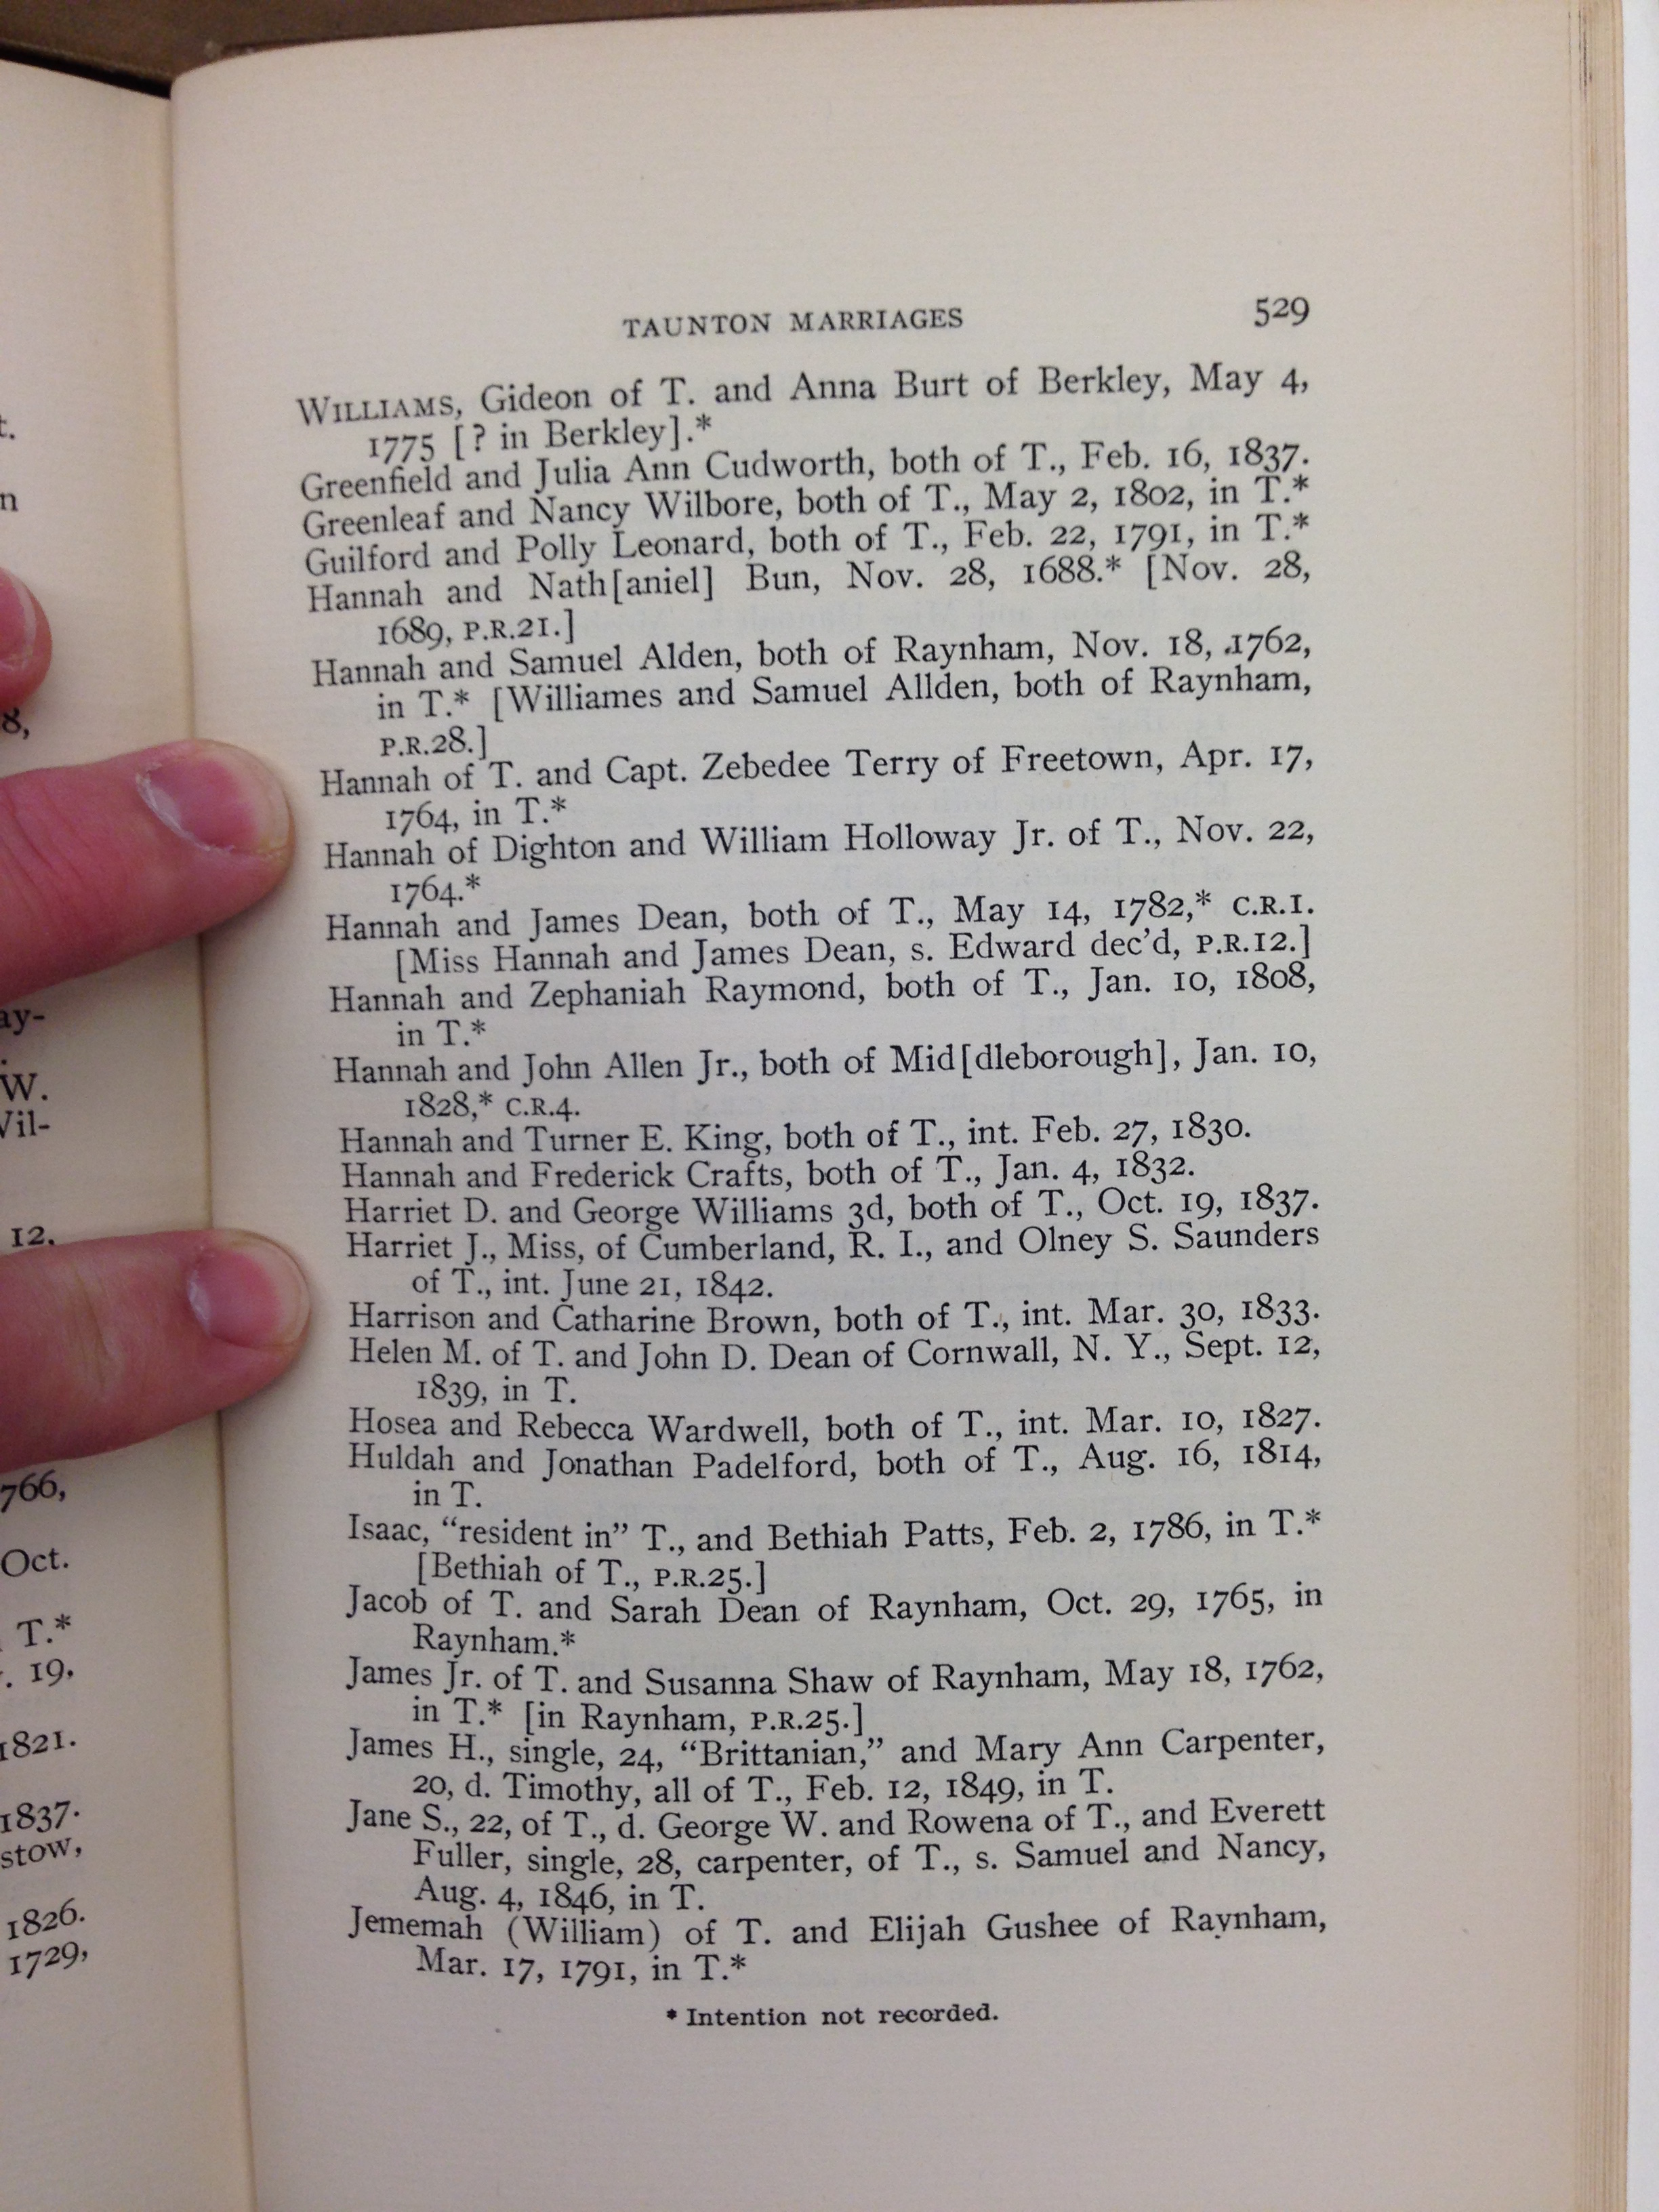 t.
n
8,
ay-
W.
Vil-
12,
766,
Oct.
T.*
. 19,
1821.
1837.
stow,
1826.
1729,
TAUNTON MARRIAGES 529
WILLIAMS, Gideon of T. and Anna Burt of Berkley, May 4,
1775 [? in Berkley].*
Greenfield and Julia Ann Cudworth, both of T., Feb. 16, 1837.
Greenleaf and Nancy Wilbore, both of T., May 2, 1802, in T.*
Guilford and Polly Leonard, both of T., Feb. 22, 1791, in T.*
Hannah and Nath[aniel] Bun, Nov. 28, 1688.* [Nov. 28,
1689, P.R.21.]
Hannah and Samuel Alden, both of Raynham, Nov. 18, 1762,
in T.* [Williames and Samuel Allden, both of Raynham,
P.R.28.]
Hannah of T. and Capt. Zebedee Terry of Freetown, Apr. 17,
1764, in T.*
Hannah of Dighton and William Holloway Jr. of T., Nov. 22,
1764.*
Hannah and James Dean, both of T., May 14, 1782,* C.R.1.
[Miss Hannah and James Dean, s. Edward dec'd, P.R.12.]
Hannah and Zephaniah Raymond, both of T., Jan. 10, 1808,
in T.*
Hannah and John Allen Jr., both of Mid[dleborough], Jan. 10,
1828,* C.R.4.
Hannah and Turner E. King, both of T., int. Feb. 27, 1830.
Hannah and Frederick Crafts, both of T., Jan. 4, 1832.
Harriet D. and George Williams 3d, both of T., Oct. 19, 1837.
Harriet J., Miss, of Cumberland, R. I., and Olney S. Saunders
of T., int. June 21, 1842.
Harrison and Catharine Brown, both of T., int. Mar. 30, 1833.
Helen M. of T. and John D. Dean of Cornwall, N. Y., Sept. 12,
1839, in T.
Hosea and Rebecca Wardwell, both of T., int. Mar. 10, 1827.
Huldah and Jonathan Padelford, both of T., Aug. 16, 1814,
in T.
Isaac, "resident in" T., and Bethiah Patts, Feb. 2, 1786, in T.*
[Bethiah of T., P.R.25.]
Jacob of T. and Sarah Dean of Raynham, Oct. 29, 1765, in
Raynham.*
James Jr. of T. and Susanna Shaw of Raynham, May 18, 1762,
in T.* [in Raynham, P.R.25.]
James H., single, 24, "Brittanian," and Mary Ann Carpenter,
20, d. Timothy, all of T., Feb. 12, 1849, in T.
Jane S., 22, of T., d. George W. and Rowena of T., and Everett
Fuller, single, 28, carpenter, of T., s. Samuel and Nancy,
Aug. 4, 1846, in T.
Jememah (William) of T. and Elijah Gushee of Raynham,
Mar. 17, 1791, in T.*
* Intention not recorded.